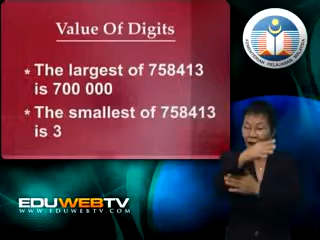 Value Of Digits
* The largest of 758413
is 700 000
* The smallest of 758413
is 3
EDUWEBTV
WWW.EDUWEBTV.COM